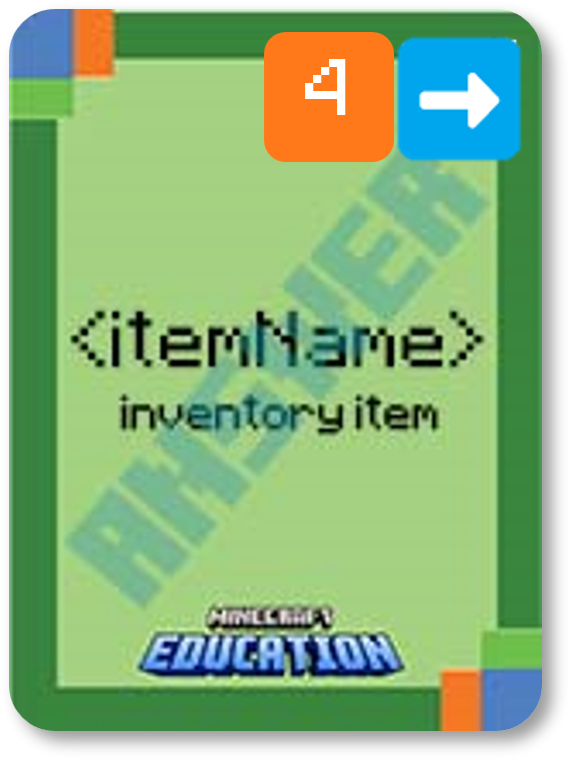 4
<itemName>
inventory item
ANSWER
MINECRAFT
EDUCATION